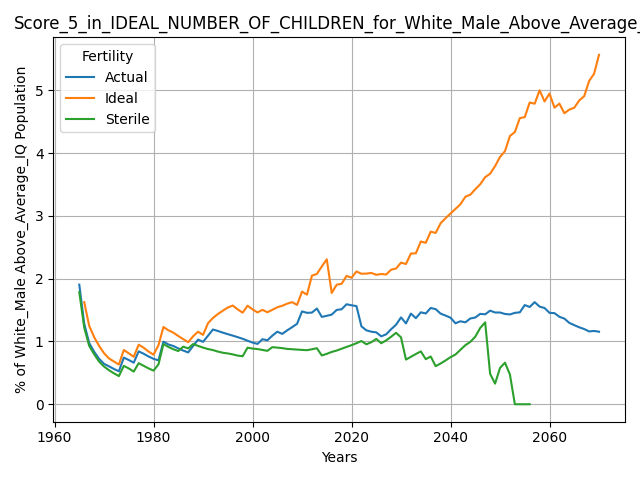 Score_5_in_IDEAL_NUMBER_OF_CHILDREN_for_White_Male_Above_Average_
Fertility
Actual
Ideal
Sterile
% of White_Male Above_Average_IQ Population
5
4
3
2
1
0
1960 1980 2000 2020 2040 2060
Years